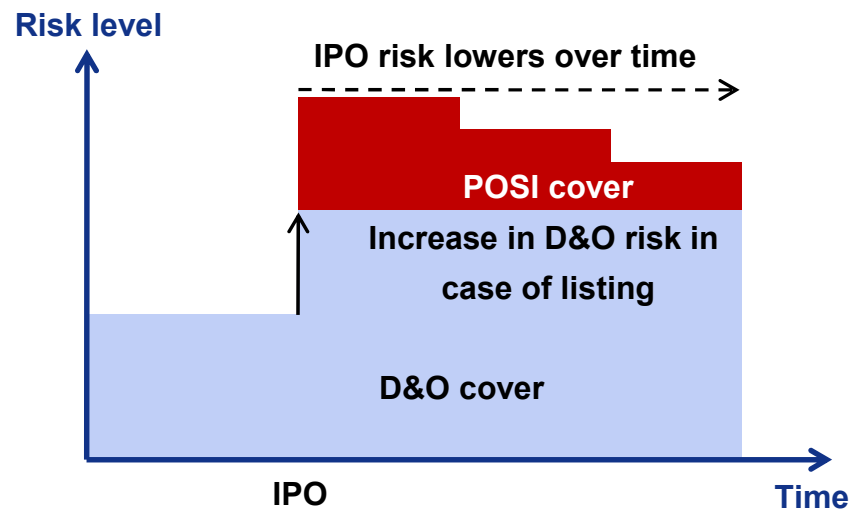 Risk level
IPO risk lowers over time
POSI cover
Increase in D&O risk in
case of listing
D&O cover
IPO
Time